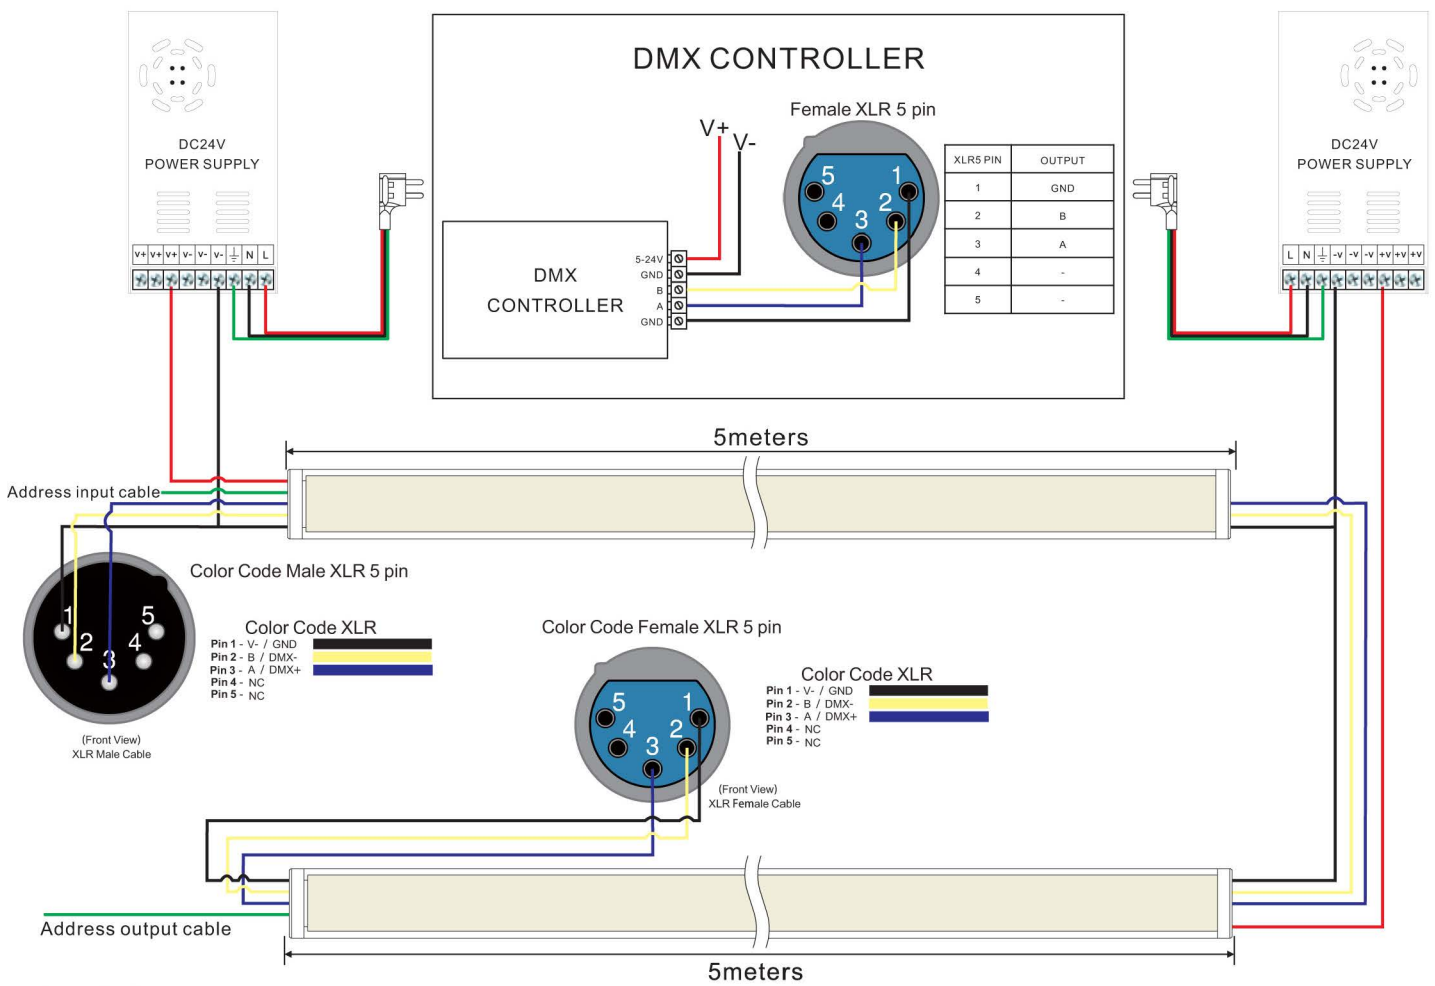 DC24V
POWER SUPPLY
V+ V+ V+ V- V- V- N L
DMX CONTROLLER
Female XLR 5 pin
V+
V-
5 1
4 2
3
XLR5 PIN OUTPUT
1 GND
2 B
3 A
4 -
5 -
DMX
CONTROLLER
5-24V
GND
B
A
GND
DC24V
POWER SUPPLY
L N -V -V -V +V +V +V
5meters
Address input cable
Color Code Male XLR 5 pin
1 5
2 4
3
(Front View)
XLR Male Cable
Color Code XLR
Pin 1 - V- / GND
Pin 2 - B / DMX-
Pin 3 - A / DMX+
Pin 4 - NC
Pin 5 - NC
Color Code Female XLR 5 pin
5 1
4 2
3
(Front View)
XLR Female Cable
Color Code XLR
Pin 1 - V- / GND
Pin 2 - B / DMX-
Pin 3 - A / DMX+
Pin 4 - NC
Pin 5 - NC
Address output cable
5meters